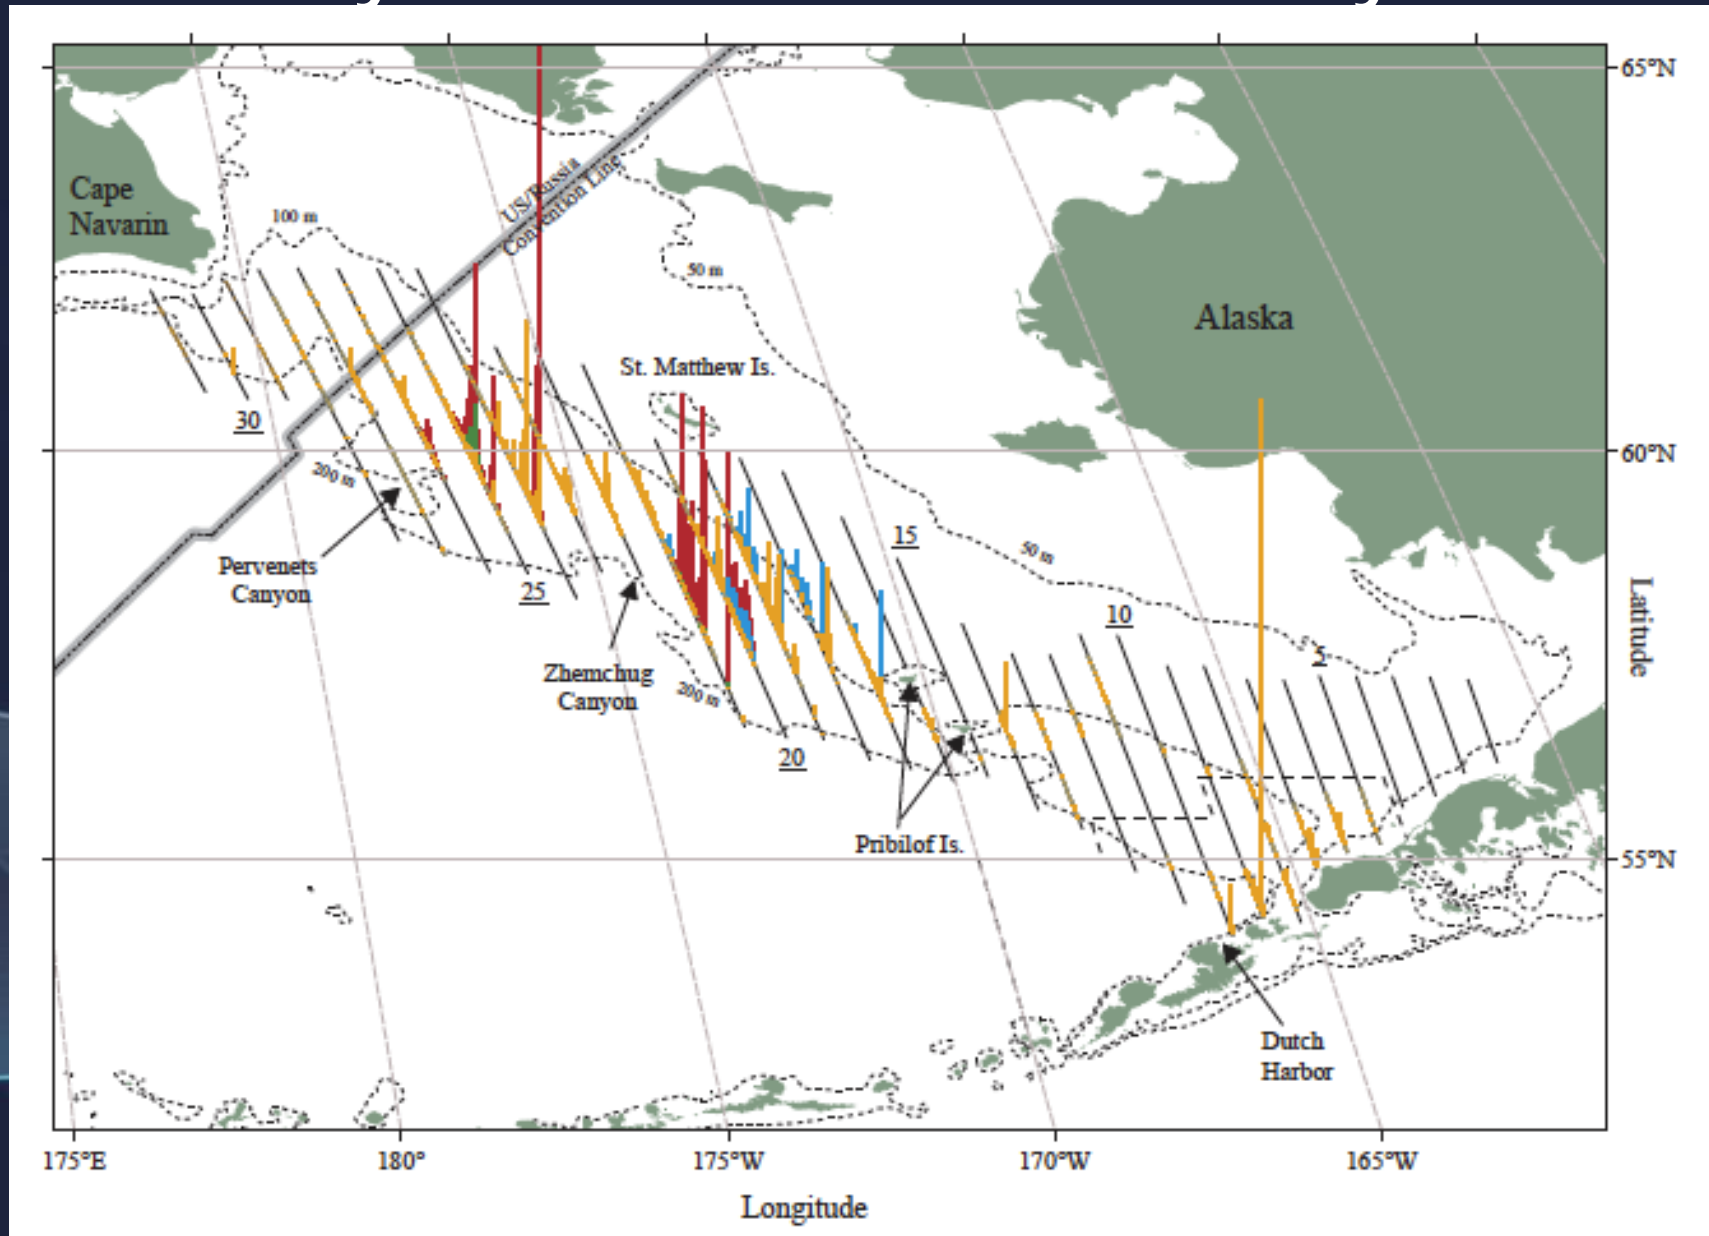 65°N
Cape
Navarin
US/Russia
Convention Line
100 m
50 m
Alaska
St. Matthew Is.
30
60°N
200 m
15
50 m
Pervenets
Canyon
25
10
5
Latitude
Zhemchug
Canyon
200 m
20
Pribilof Is.
55°N
Dutch
Harbor
175°E
180°
175°W
170°W
165°W
Longitude